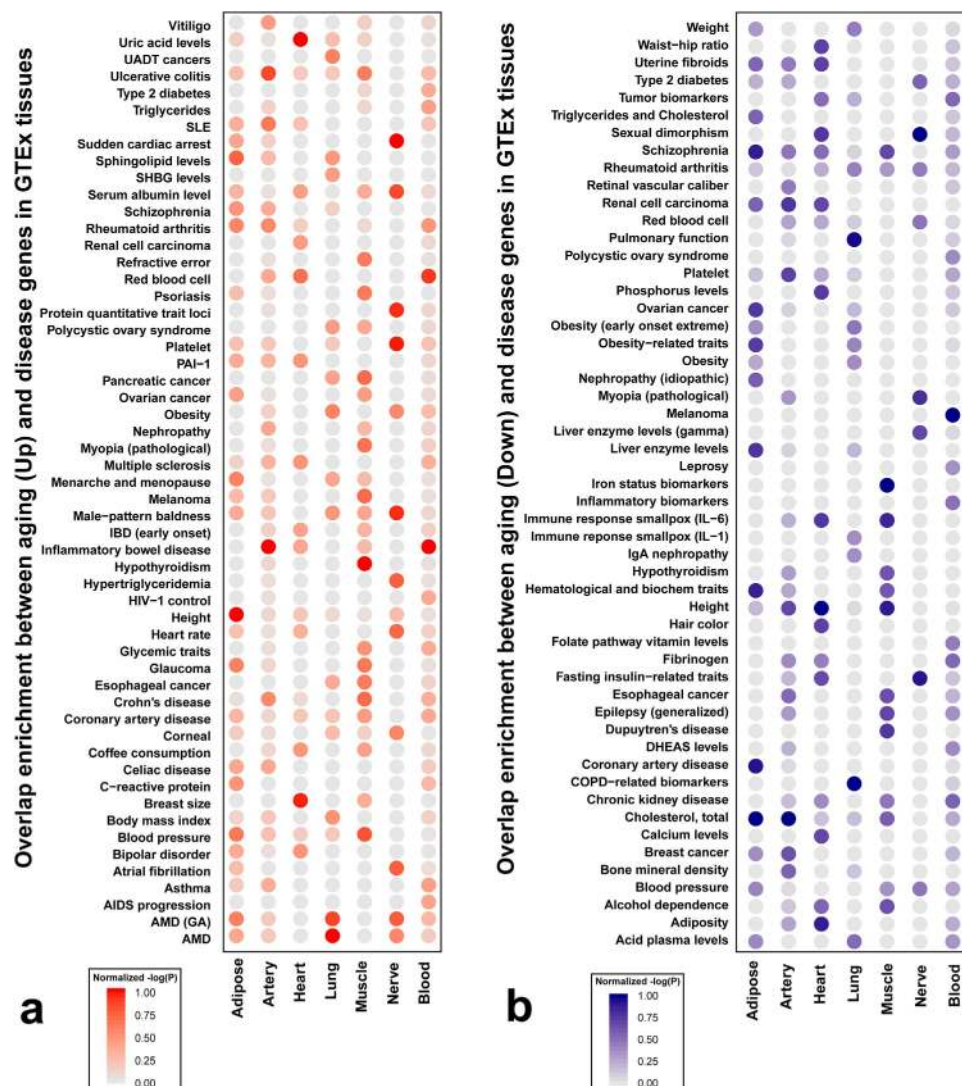 Overlap enrichment between aging (Up) and disease genes in GTEx tissues
Vitiligo
Uric acid levels
UADT cancers
Ulcerative colitis
Type 2 diabetes
Triglycerides
SLE
Sudden cardiac arrest
Sphingolipid levels
SHBG levels
Serum albumin level
Schizophrenia
Rheumatoid arthritis
Renal cell carcinoma
Refractive error
Red blood cell
Psoriasis
Protein quantitative trait loci
Polycystic ovary syndrome
Platelet
PAI-1
Pancreatic cancer
Ovarian cancer
Obesity
Nephropathy
Myopia (pathological)
Multiple sclerosis
Menarche and menopause
Melanoma
Male-pattern baldness
IBD (early onset)
Inflammatory bowel disease
Hypothyroidism
Hypertriglyceridemia
HIV-1 control
Height
Heart rate
Glycemic traits
Glaucoma
Esophageal cancer
Crohn's disease
Coronary artery disease
Corneal
Coffee consumption
Celiac disease
C-reactive protein
Breast size
Body mass index
Blood pressure
Bipolar disorder
Atrial fibrillation
Asthma
AIDS progression
AMD (GA)
AMD
Adipose
Artery
Heart
Lung
Muscle
Nerve
Blood
a
Normalized -log(P)
1.00
0.75
0.50
0.25
0.00
Overlap enrichment between aging (Down) and disease genes in GTEx tissues
Weight
Waist-hip ratio
Uterine fibroids
Type 2 diabetes
Tumor biomarkers
Triglycerides and Cholesterol
Sexual dimorphism
Schizophrenia
Rheumatoid arthritis
Retinal vascular caliber
Renal cell carcinoma
Red blood cell
Pulmonary function
Polycystic ovary syndrome
Platelet
Phosphorus levels
Ovarian cancer
Obesity (early onset extreme)
Obesity-related traits
Obesity
Nephropathy (idiopathic)
Myopia (pathological)
Melanoma
Liver enzyme levels (gamma)
Liver enzyme levels
Leprosy
Iron status biomarkers
Inflammatory biomarkers
Immune response smallpox (IL-6)
Immune response smallpox (IL-1)
IgA nephropathy
Hypothyroidism
Hematological and biochem traits
Height
Hair color
Folate pathway vitamin levels
Fibrinogen
Fasting insulin-related traits
Esophageal cancer
Epilepsy (generalized)
Dupuytren's disease
DHEAS levels
Coronary artery disease
COPD-related biomarkers
Chronic kidney disease
Cholesterol, total
Calcium levels
Breast cancer
Bone mineral density
Blood pressure
Alcohol dependence
Adiposity
Acid plasma levels
Adipose
Artery
Heart
Lung
Muscle
Nerve
Blood
b
Normalized -log(P)
1.00
0.75
0.50
0.25
0.00